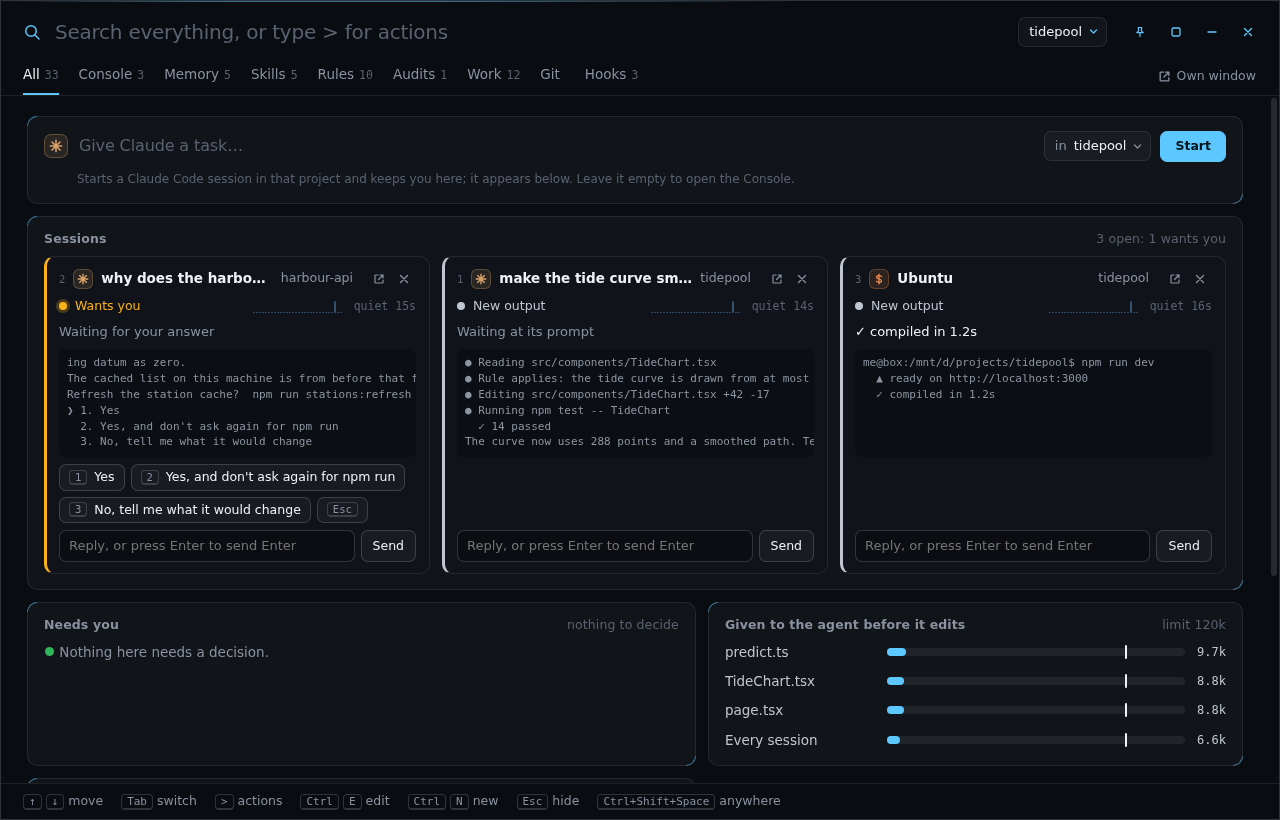 Search everything, or type > for actions
tidepool
All 33 Console 3 Memory 5 Skills 5 Rules 10 Audits 1 Work 12 Git Hooks 3
Own window
Give Claude a task…
in tidepool
Start
Starts a Claude Code session in that project and keeps you here; it appears below. Leave it empty to open the Console.
Sessions
3 open: 1 wants you
2 why does the harbo… harbour-api
Wants you
quiet 15s
Waiting for your answer
ing datum as zero.
The cached list on this machine is from before that f
Refresh the station cache? npm run stations:refresh
❯ 1. Yes
2. Yes, and don't ask again for npm run
3. No, tell me what it would change
1 Yes
2 Yes, and don't ask again for npm run
3 No, tell me what it would change
Esc
Reply, or press Enter to send Enter
Send
1 make the tide curve sm… tidepool
New output
quiet 14s
Waiting at its prompt
● Reading src/components/TideChart.tsx
● Rule applies: the tide curve is drawn from at most
● Editing src/components/TideChart.tsx +42 -17
● Running npm test -- TideChart
✓ 14 passed
The curve now uses 288 points and a smoothed path. Te
Reply, or press Enter to send Enter
Send
3 $ Ubuntu tidepool
New output
quiet 16s
✓ compiled in 1.2s
me@box:/mnt/d/projects/tidepool$ npm run dev
▲ ready on http://localhost:3000
✓ compiled in 1.2s
Reply, or press Enter to send Enter
Send
Needs you
nothing to decide
Nothing here needs a decision.
Given to the agent before it edits
limit 120k
predict.ts 9.7k
TideChart.tsx 8.8k
page.tsx 8.8k
Every session 6.6k
↑ ↓ move Tab switch > actions Ctrl E edit Ctrl N new Esc hide Ctrl+Shift+Space anywhere